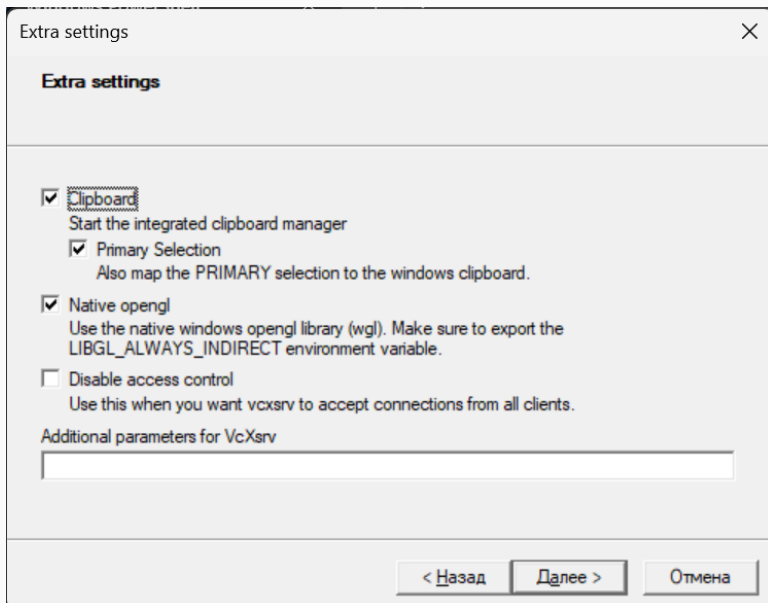 Extra settings
Extra settings
Clipboard
Start the integrated clipboard manager
Primary Selection
Also map the PRIMARY selection to the windows clipboard.
Native opengl
Use the native windows opengl library (wgl). Make sure to export the
LIBGL_ALWAYS_INDIRECT environment variable.
Disable access control
Use this when you want vcxsrv to accept connections from all clients.
Additional parameters for VcXsrv
< Назад Далее > Отмена